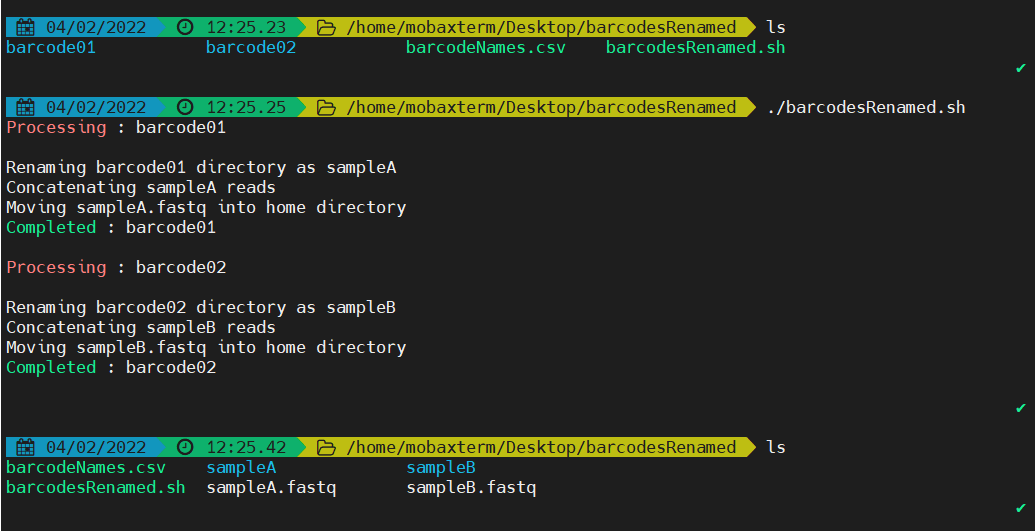 04/02/2022 12:25.23 /home/mobaxterm/Desktop/barcodesRenamed ls
barcode01 barcode02 barcodeNames.csv barcodesRenamed.sh
✔
04/02/2022 12:25.25 /home/mobaxterm/Desktop/barcodesRenamed ./barcodesRenamed.sh
Processing : barcode01
Renaming barcode01 directory as sampleA
Concatenating sampleA reads
Moving sampleA.fastq into home directory
Completed : barcode01
Processing : barcode02
Renaming barcode02 directory as sampleB
Concatenating sampleB reads
Moving sampleB.fastq into home directory
Completed : barcode02
✔
04/02/2022 12:25.42 /home/mobaxterm/Desktop/barcodesRenamed ls
barcodeNames.csv sampleA sampleB
barcodesRenamed.sh sampleA.fastq sampleB.fastq
✔